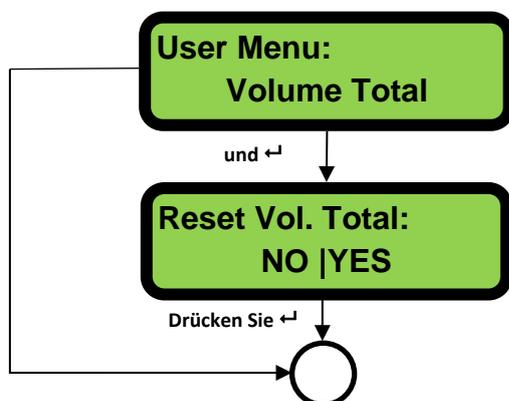 User Menu:
Volume Total
und ↵
Reset Vol. Total:
NO |YES
Drücken Sie ↵